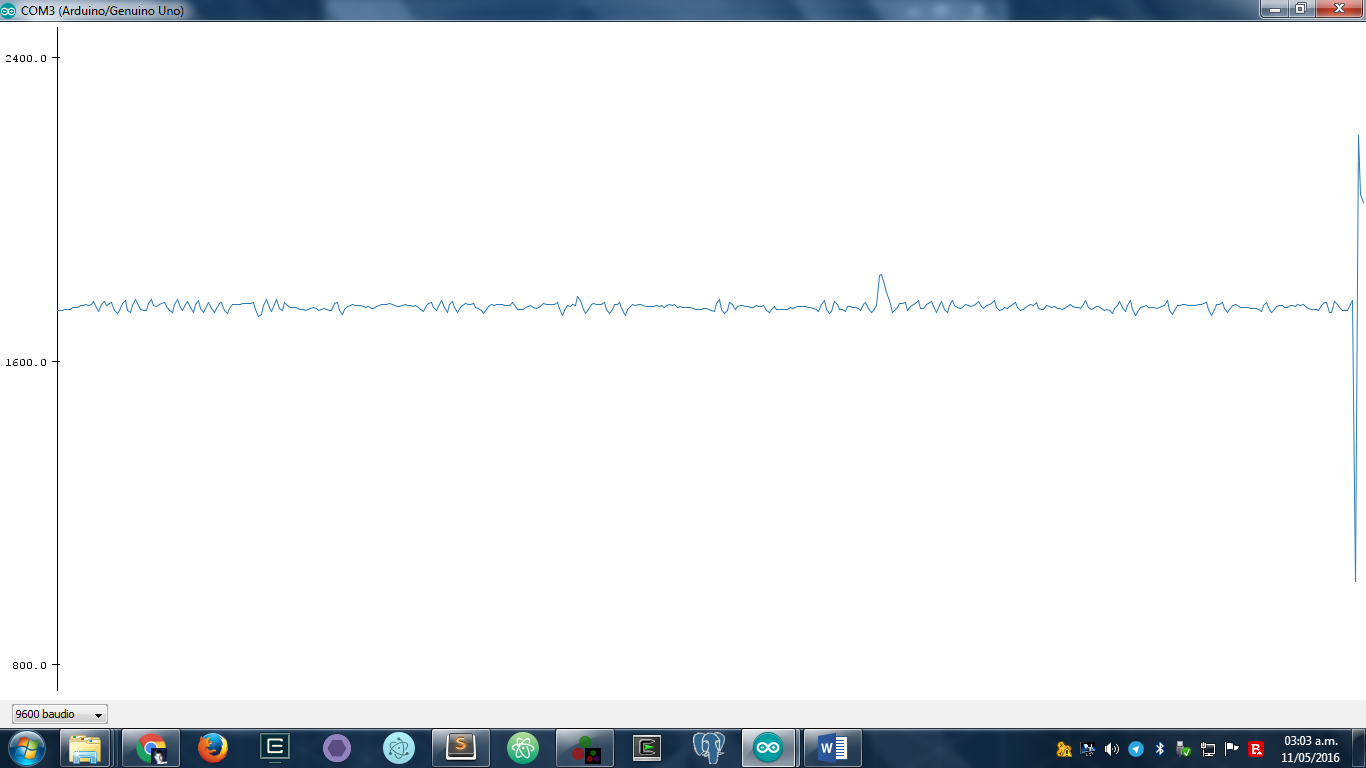 COM3 (Arduino/Genuino Uno)
2400.0
1600.0
800.0
9600 baudio
03:03 a.m.
11/05/2016